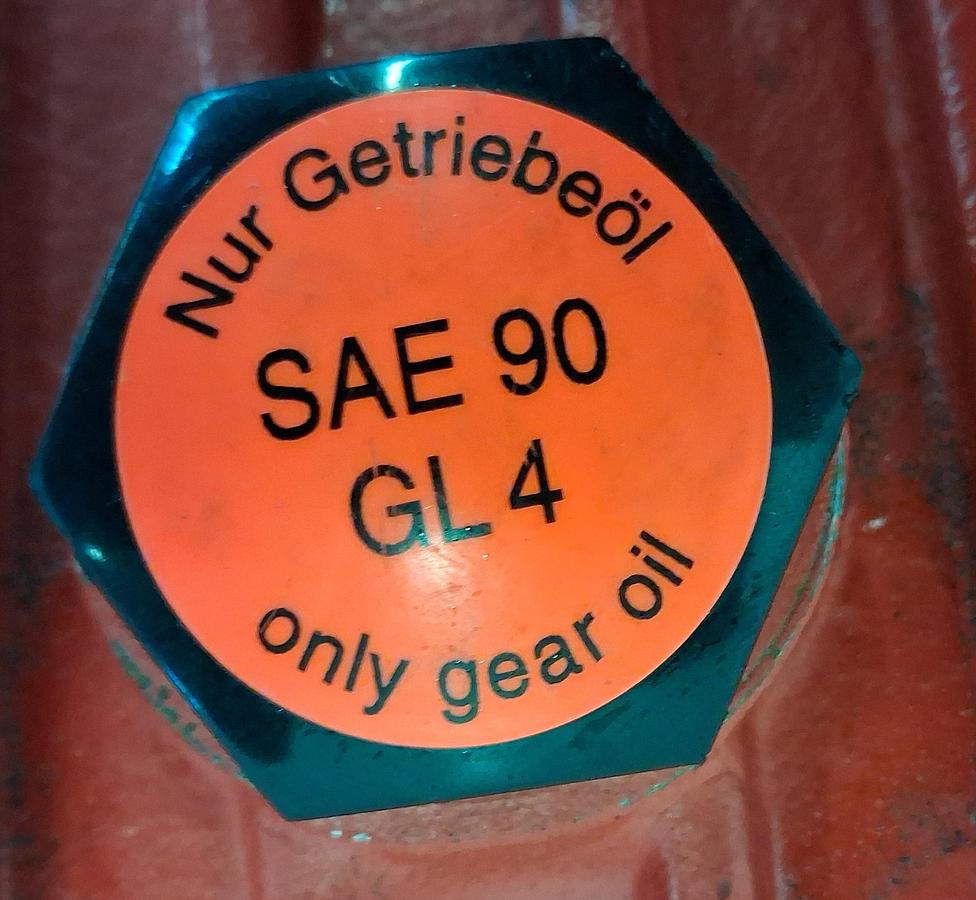 Nur Getriebeöl
SAE 90
GL 4
only gear oil